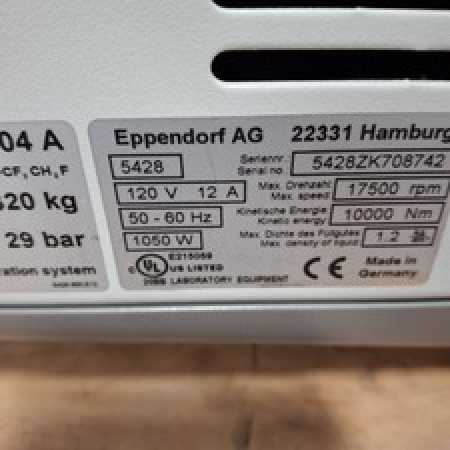 04 A
-CF, CH, F
20 kg
29 bar
ration system
Eppendorf AG 22331 Hamburg
5428
Seriennr.
Serial no.
5428ZK708742
120 V 12 A
Max. Drehzahl:
Max. speed:
17500 rpm
50 - 60 Hz
Kinetische Energie
Kinetic energy
10000 Nm
1050 W
Max. Dichte des Füllgutes
Max. density of liquid:
1.2
UL
E215059
c US LISTED
LABORATORY EQUIPMENT
CE
Made in
Germany